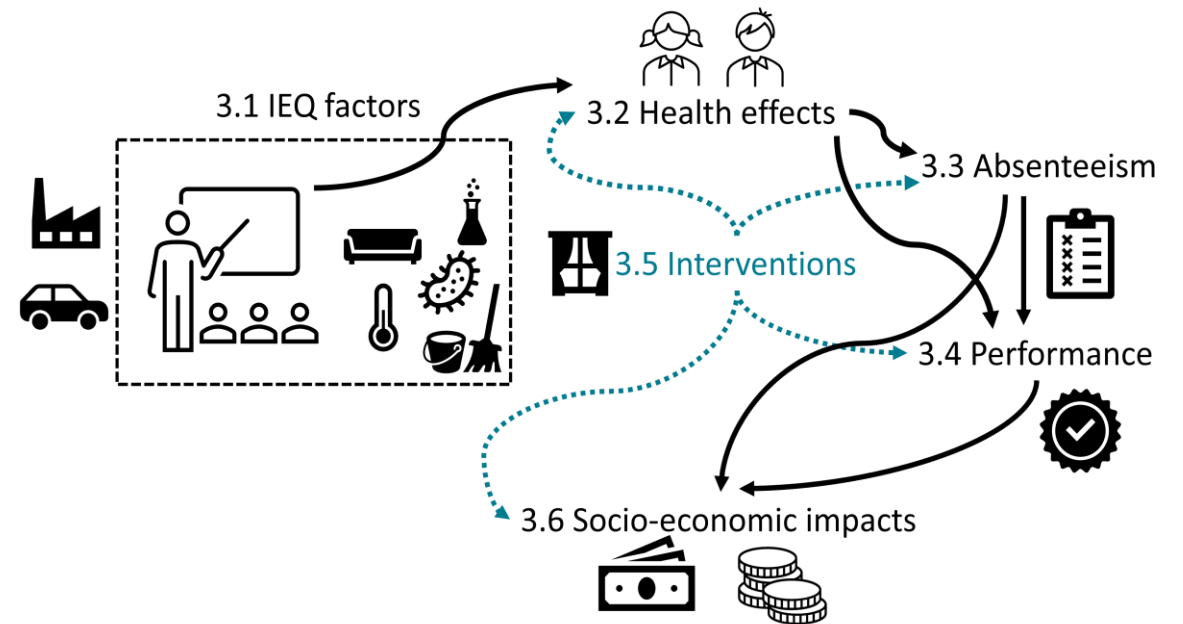 3.1 IEQ factors
3.2 Health effects
3.3 Absenteeism
3.5 Interventions
3.4 Performance
3.6 Socio-economic impacts